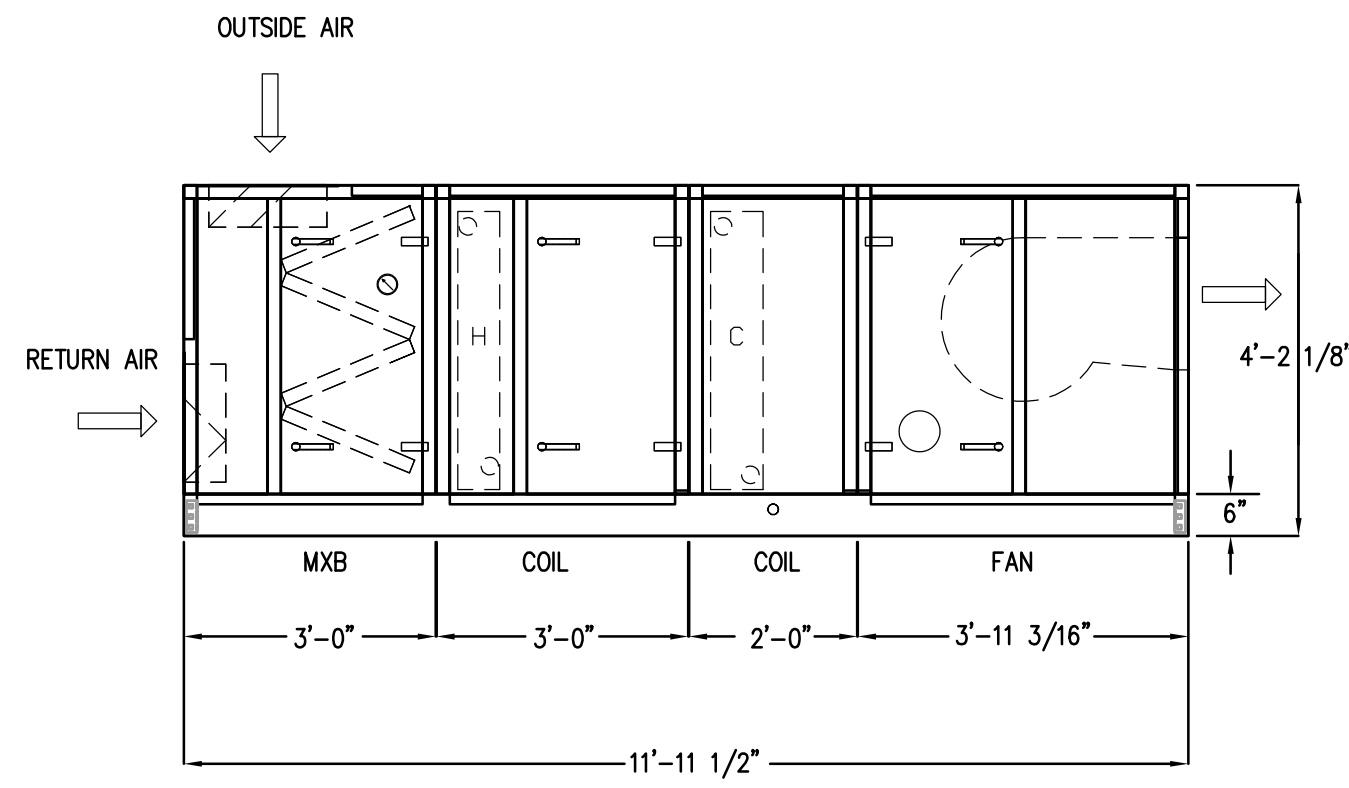 OUTSIDE AIR
H
C
RETURN AIR
4'-2 1/8'
6"
MXB COIL COIL FAN
3'-0" 3'-0" 2'-0" 3'-11 3/16"
11'-11 1/2"